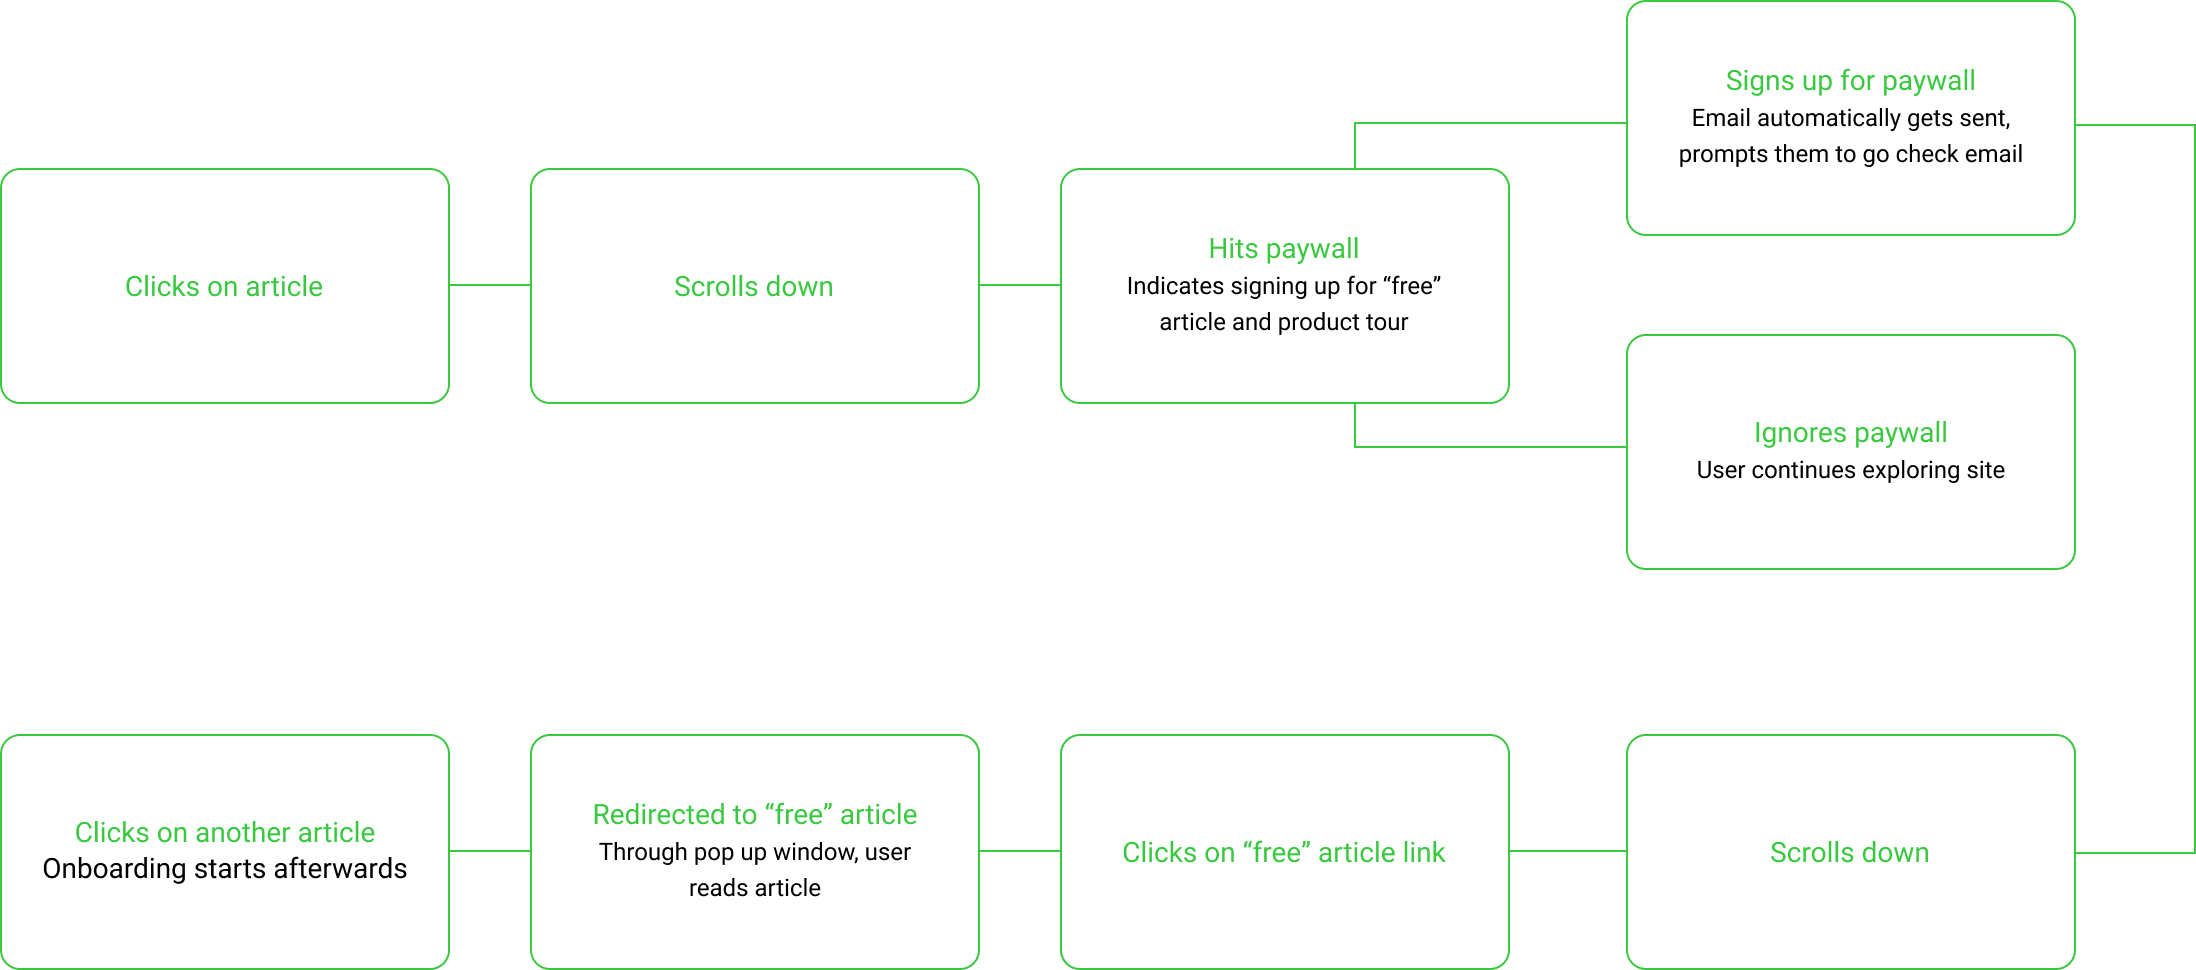 Clicks on article
Scrolls down
Hits paywall
Indicates signing up for “free”
article and product tour
Signs up for paywall
Email automatically gets sent,
prompts them to go check email
Ignores paywall
User continues exploring site
Clicks on another article
Onboarding starts afterwards
Redirected to “free” article
Through pop up window, user
reads article
Clicks on “free” article link
Scrolls down